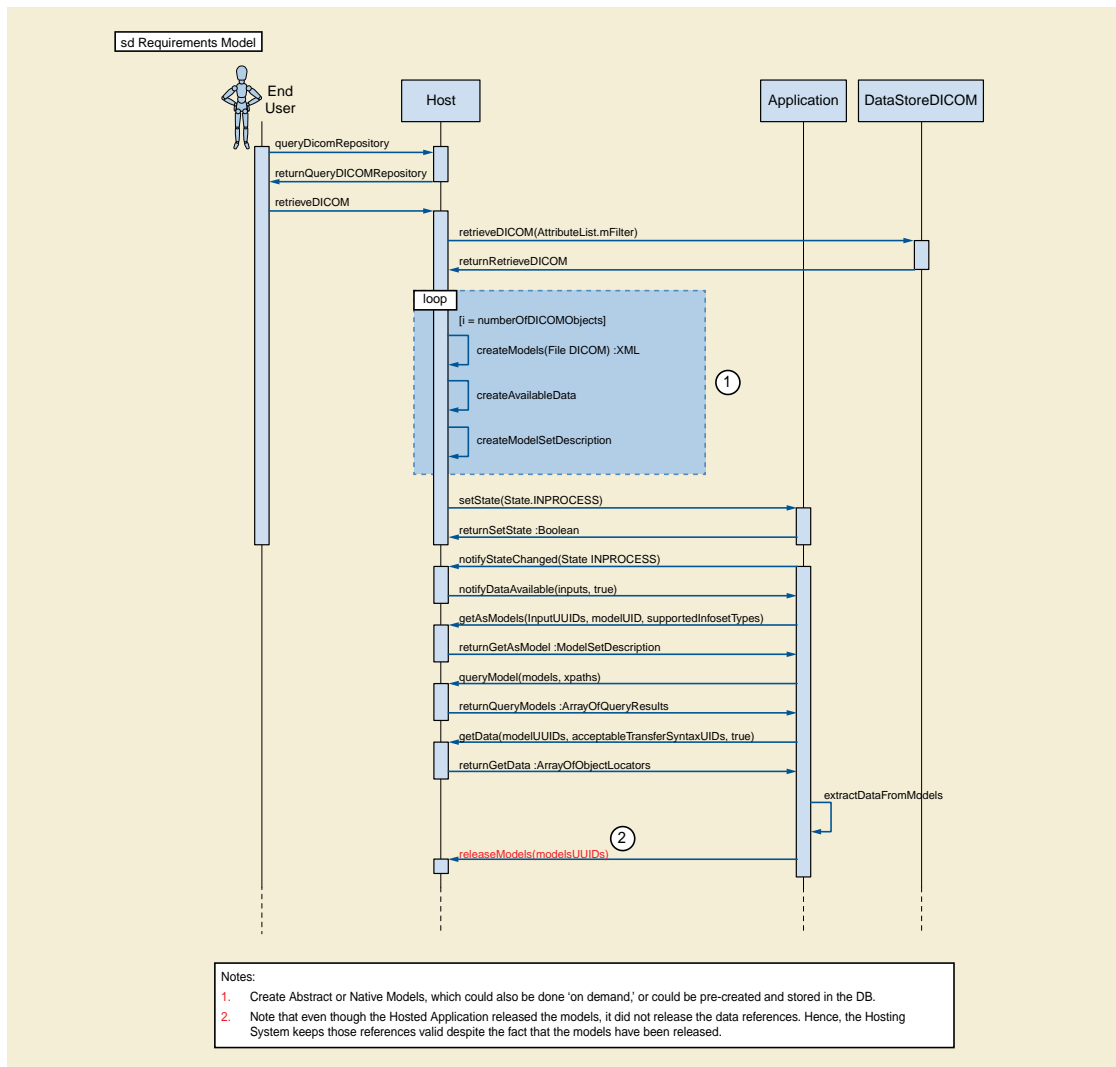 sd Requirements Model
End
User
Host
Application
DataStoreDICOM
queryDicomRepository
returnQueryDICOMRepository
retrieveDICOM
retrieveDICOM(AttributeList.mFilter)
returnRetrieveDICOM
loop
[i = numberOfDICOMObjects]
createModels(File DICOM) :XML
1
createAvailableData
createModelSetDescription
setState(State.INPROCESS)
returnSetState :Boolean
notifyStateChanged(State INPROCESS)
notifyDataAvailable(inputs, true)
getAsModels(InputUUIDs, modelUID, supportedInfosetTypes)
returnGetAsModel :ModelSetDescription
queryModel(models, xpaths)
returnQueryModels :ArrayOfQueryResults
getData(modelUUIDs, acceptableTransferSyntaxUIDs, true)
returnGetData :ArrayOfObjectLocators
extractDataFromModels
2
releaseModels(modelsUUIDs)
Notes:
1. Create Abstract or Native Models, which could also be done ‘on demand,’ or could be pre-created and stored in the DB.
2. Note that even though the Hosted Application released the models, it did not release the data references. Hence, the Hosting
System keeps those references valid despite the fact that the models have been released.